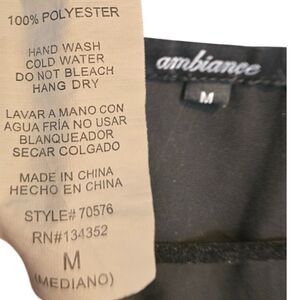 100% POLYESTER
HAND WASH
COLD WATER
DO NOT BLEACH
HANG DRY
LAVAR A MANO CON
AGUA FRÍA NO USAR
BLANQUEADOR
SECAR COLGADO
MADE IN CHINA
HECHO EN CHINA
STYLE# 70576
RN#134352
M
(MEDIANO)
ambiance
M